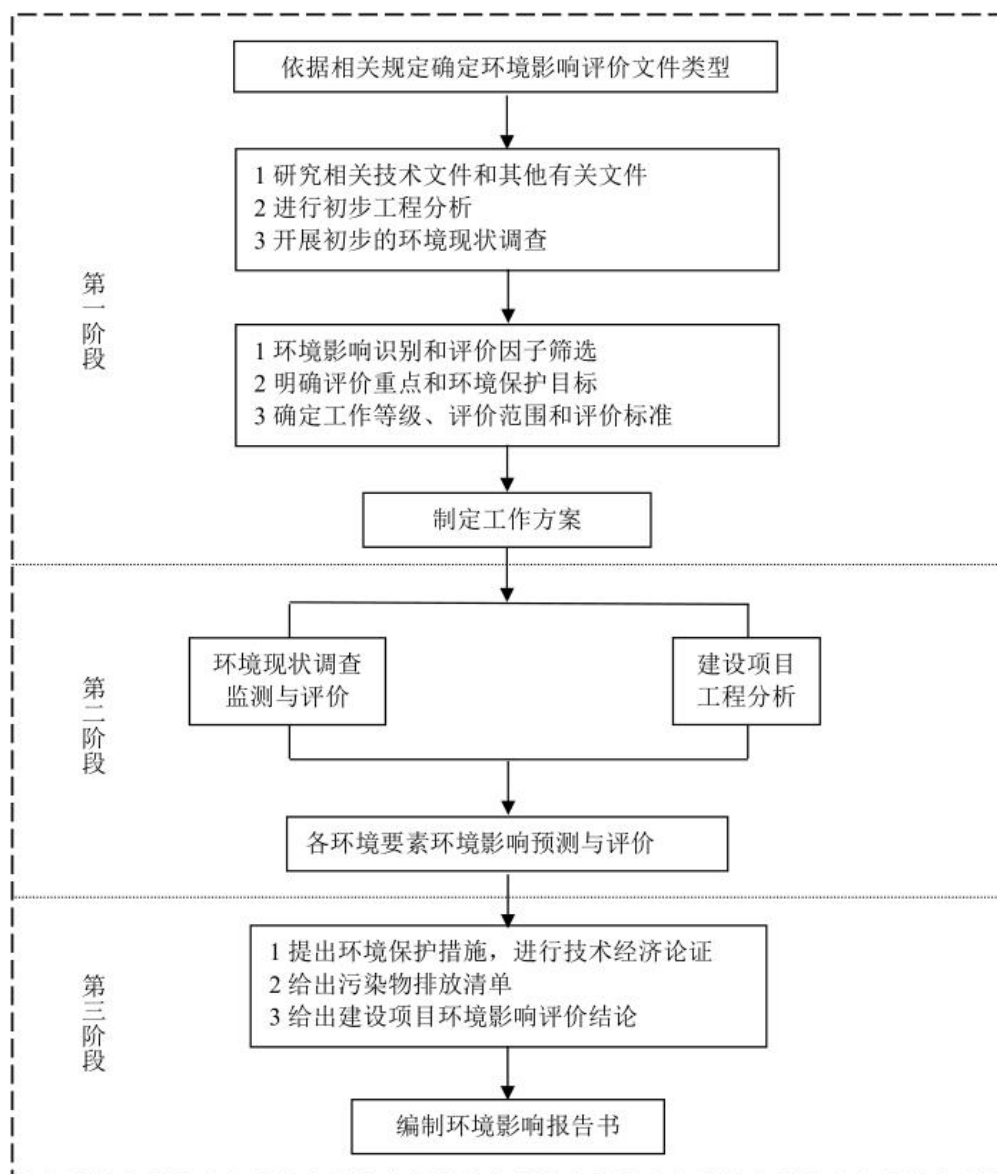 依据相关规定确定环境影响评价文件类型
1 研究相关技术文件和其他有关文件
2 进行初步工程分析
3 开展初步的环境现状调查
第一阶段
1 环境影响识别和评价因子筛选
2 明确评价重点和环境保护目标
3 确定工作等级、评价范围和评价标准
制定工作方案
第二阶段
环境现状调查
监测与评价
建设项目
工程分析
各环境要素环境影响预测与评价
第三阶段
1 提出环境保护措施，进行技术经济论证
2 给出污染物排放清单
3 给出建设项目环境影响评价结论
编制环境影响报告书